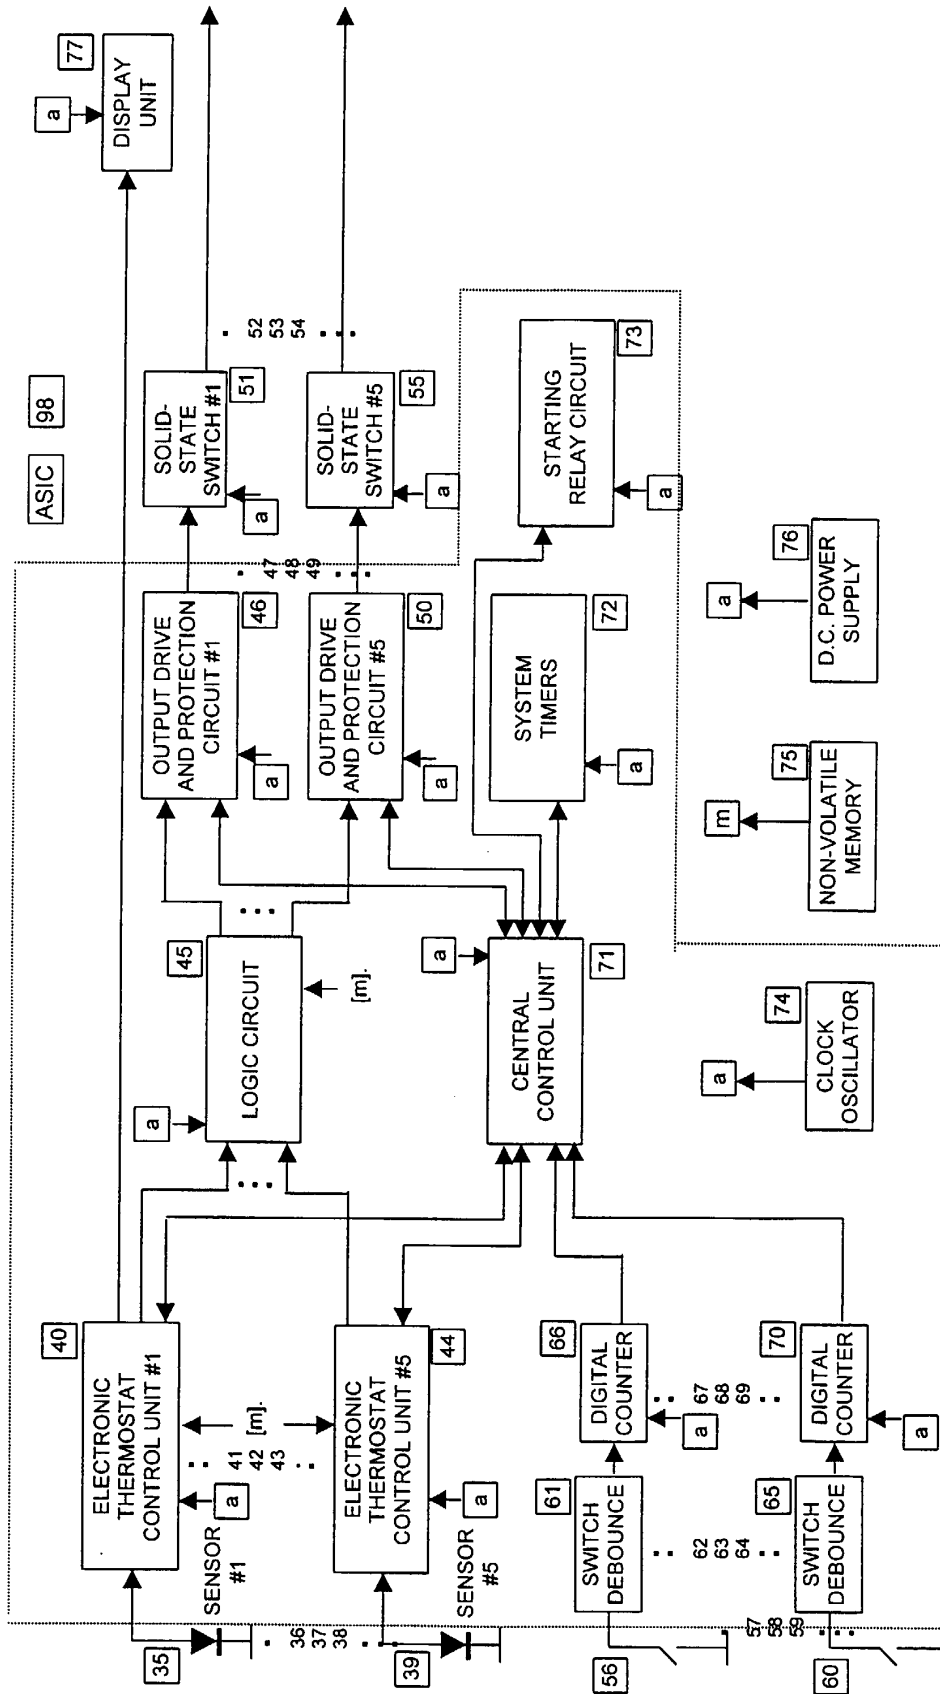 ASIC
98
a
77
DISPLAY
UNIT
40
ELECTRONIC
THERMOSTAT
CONTROL UNIT #1
a
35
SENSOR
#1
36
37
38
41
42
43
[m].
39
SENSOR
#5
ELECTRONIC
THERMOSTAT
CONTROL UNIT #5
44
a
a
45
LOGIC CIRCUIT
[m].
OUTPUT DRIVE
AND PROTECTION
CIRCUIT #1
46
a
47
48
49
OUTPUT DRIVE
AND PROTECTION
CIRCUIT #5
50
a
SOLID-
STATE
SWITCH #1
51
a
52
53
54
SOLID-
STATE
SWITCH #5
55
a
56
61
SWITCH
DEBOUNCE
66
DIGITAL
COUNTER
a
57
58
59
62
63
64
67
68
69
60
65
SWITCH
DEBOUNCE
70
DIGITAL
COUNTER
a
a
CENTRAL
CONTROL UNIT
71
SYSTEM
TIMERS
72
a
STARTING
RELAY CIRCUIT
73
a
a
74
CLOCK
OSCILLATOR
m
75
NON-VOLATILE
MEMORY
a
76
D.C. POWER
SUPPLY